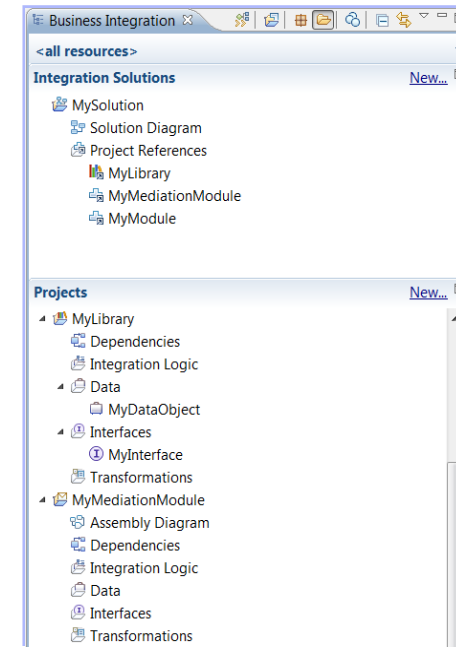 Business Integration
<all resources>
Integration Solutions New...
MySolution
Solution Diagram
Project References
MyLibrary
MyMediationModule
MyModule
Projects New...
MyLibrary
Dependencies
Integration Logic
Data
MyDataObject
Interfaces
MyInterface
Transformations
MyMediationModule
Assembly Diagram
Dependencies
Integration Logic
Data
Interfaces
Transformations